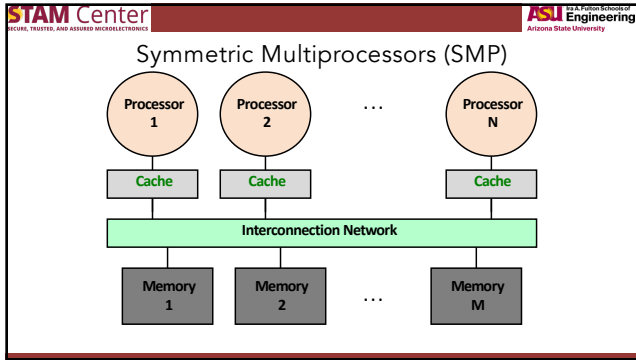 STAM Center
SECURE, TRUSTED, AND ASSURED MICROELECTRONICS
ASU Ira A. Fulton Schools of
Engineering
Arizona State University
Symmetric Multiprocessors (SMP)
Processor
1
Processor
2
...
Processor
N
Cache
Cache
Cache
Interconnection Network
Memory
1
Memory
2
...
Memory
M